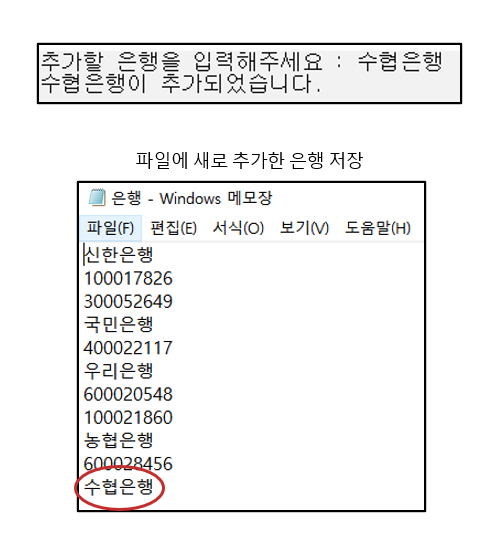 추가할 은행을 입력해주세요 : 수협은행
수협은행이 추가되었습니다.
파일에 새로 추가한 은행 저장
은행 - Windows 메모장
파일(F) 편집(E) 서식(O) 보기(V) 도움말(H)
신한은행
100017826
300052649
국민은행
400022117
우리은행
600020548
100021860
농협은행
600028456
수협은행